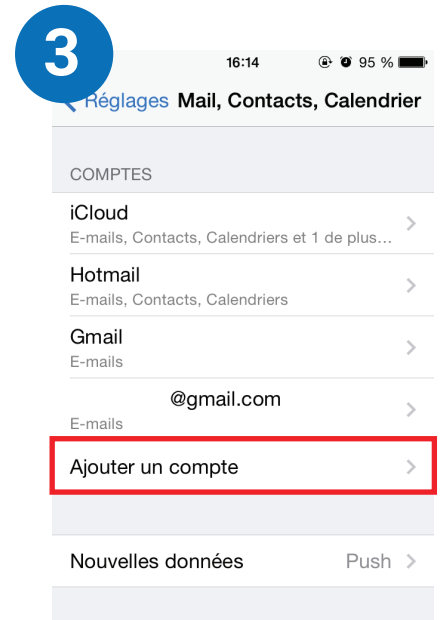 3
16:14 95 %
Réglages Mail, Contacts, Calendrier
COMPTES
iCloud
E-mails, Contacts, Calendriers et 1 de plus…
Hotmail
E-mails, Contacts, Calendriers
Gmail
E-mails
@gmail.com
E-mails
Ajouter un compte
Nouvelles données Push